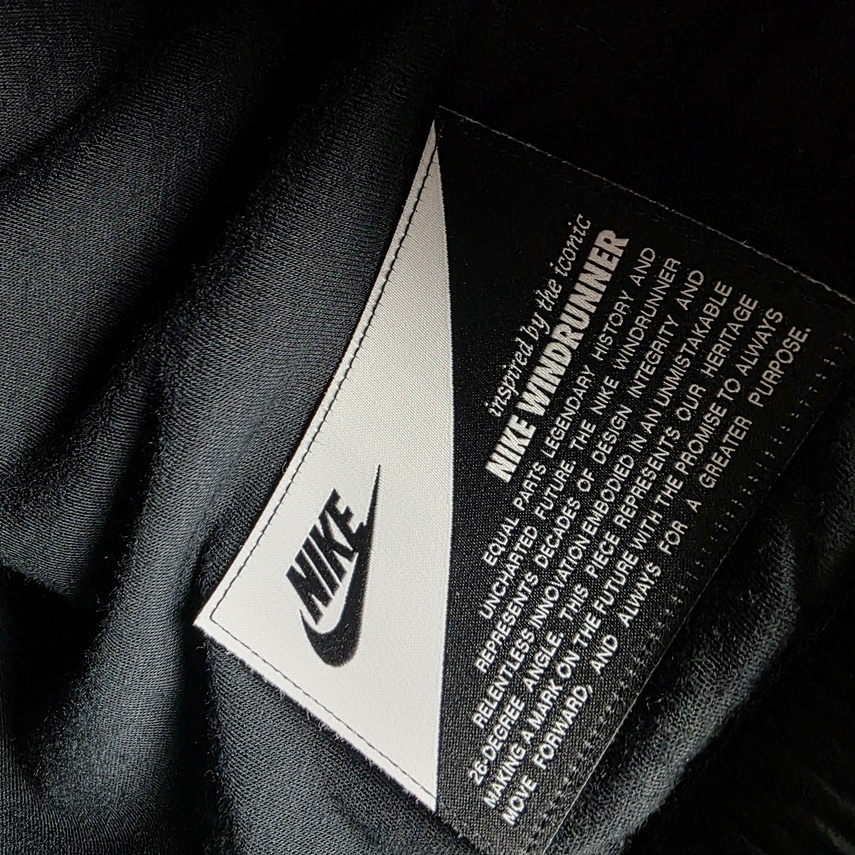 NIKE
inspired by the iconic
NIKE WINDRUNNER
EQUAL PARTS LEGENDARY HISTORY AND
UNCHARTED FUTURE, THE NIKE WINDRUNNER
REPRESENTS DECADES OF DESIGN INTEGRITY AND
RELENTLESS INNOVATION EMBODIED IN AN UNMISTAKABLE
26-DEGREE ANGLE. THIS PIECE REPRESENTS OUR HERITAGE
MAKING A MARK ON THE FUTURE WITH THE PROMISE TO ALWAYS
MOVE FORWARD, AND ALWAYS FOR A GREATER PURPOSE.